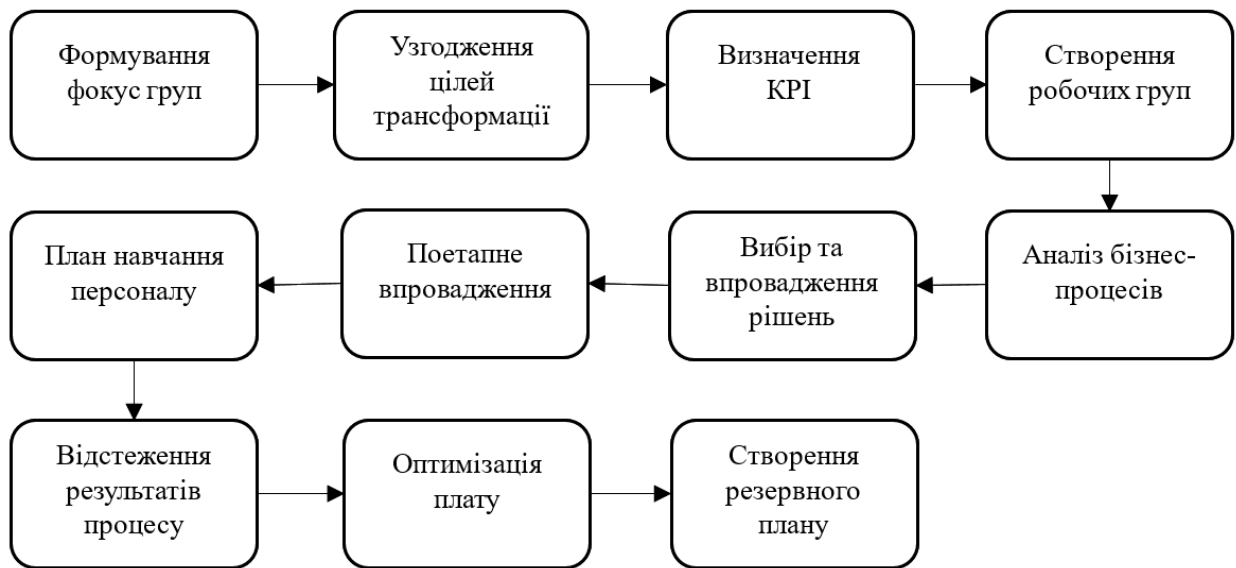 Формування
фокус груп
Узгодження
цілей
трансформації
Визначення
КРІ
Створення
робочих груп
Аналіз бізнес-
процесів
Вибір та
впровадження
рішень
Поетапне
впровадження
План навчання
персоналу
Відстеження
результатів
процесу
Оптимізація
плату
Створення
резервного
плану